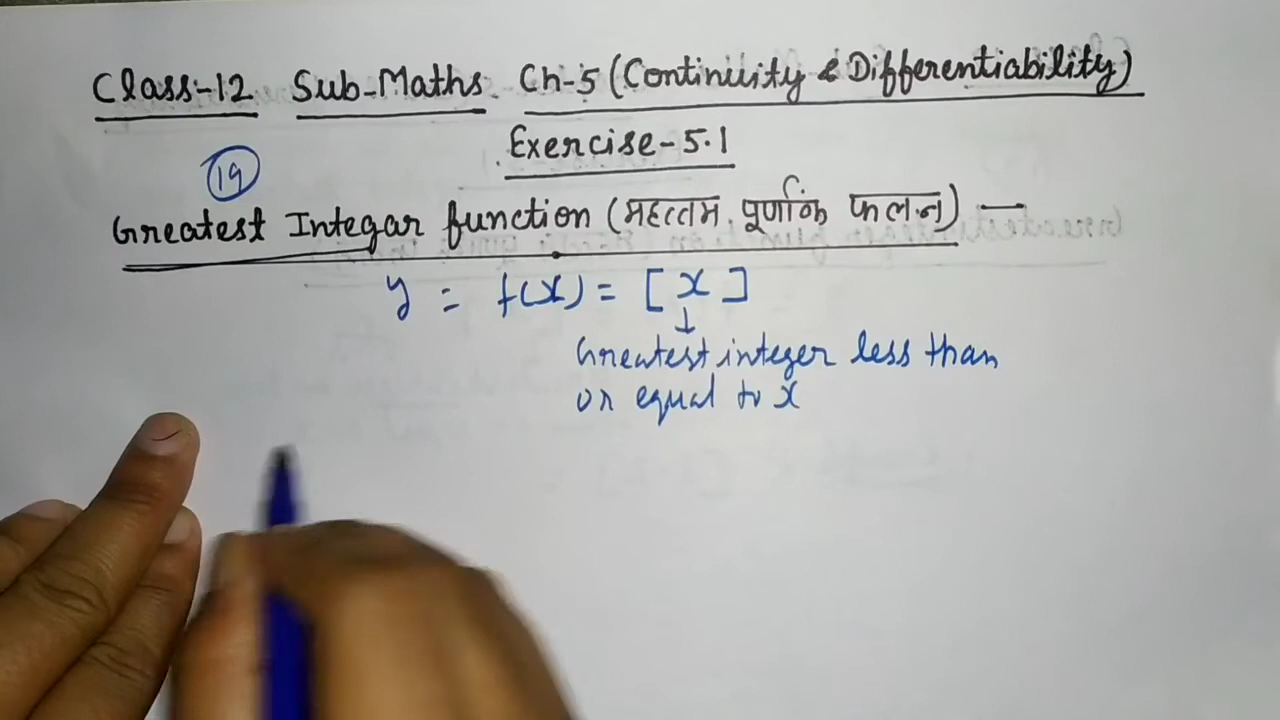 Class:-12 Sub-Maths. Ch-5 (Continuity & Differentiability)
Exercise-5.1
19
Greatest Integar function (महत्तम पूर्णांक फलन) —
y = f(x) = [x]
↓
Greatest integer less than
or equal to x